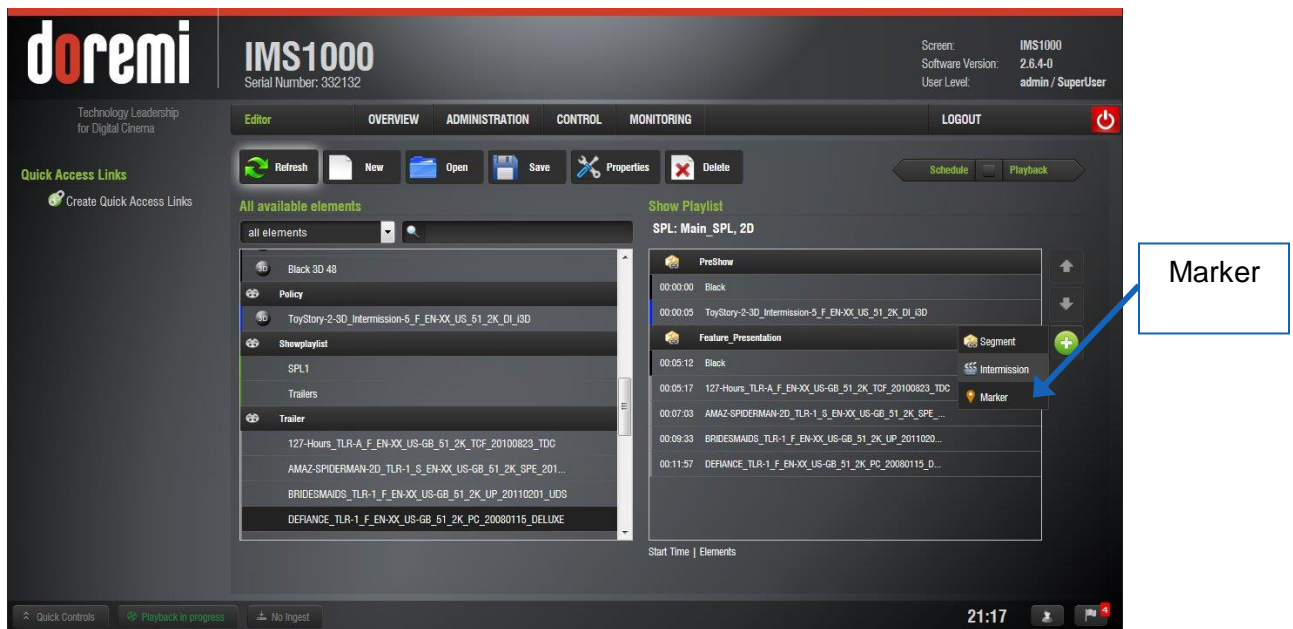 doremi
Technology Leadership
for Digital Cinema
IMS1000
Serial Number: 332132
Screen: IMS1000
Software Version: 2.6.4-0
User Level: admin / SuperUser
Editor OVERVIEW ADMINISTRATION CONTROL MONITORING LOGOUT
Quick Access Links
Create Quick Access Links
Refresh New Open Save Properties Delete
Schedule Playback
All available elements
all elements
3D Black 3D 48
Policy
3D ToyStory-2-3D_Intermission-5_F_EN-XX_US_51_2K_DI_i3D
Showplaylist
SPL1
Trailers
Trailer
127-Hours_TLR-A_F_EN-XX_US-GB_51_2K_TCF_20100823_TDC
AMAZ-SPIDERMAN-2D_TLR-1_S_EN-XX_US-GB_51_2K_SPE_201...
BRIDESMAIDS_TLR-1_F_EN-XX_US-GB_51_2K_UP_20110201_UDS
DEFIANCE_TLR-1_F_EN-XX_US-GB_51_2K_PC_20080115_DELUXE
Show Playlist
SPL: Main_SPL, 2D
PreShow
00:00:00 Black
00:00:05 ToyStory-2-3D_Intermission-5_F_EN-XX_US_51_2K_DI_i3D
Feature_Presentation
00:05:12 Black
00:05:17 127-Hours_TLR-A_F_EN-XX_US-GB_51_2K_TCF_20100823_TDC
00:07:03 AMAZ-SPIDERMAN-2D_TLR-1_S_EN-XX_US-GB_51_2K_SPE_...
00:09:33 BRIDESMAIDS_TLR-1_F_EN-XX_US-GB_51_2K_UP_2011020...
00:11:57 DEFIANCE_TLR-1_F_EN-XX_US-GB_51_2K_PC_20080115_D...
Segment
Intermission
Marker
Start Time | Elements
Marker
Quick Controls Playback in progress No Ingest 21:17 4